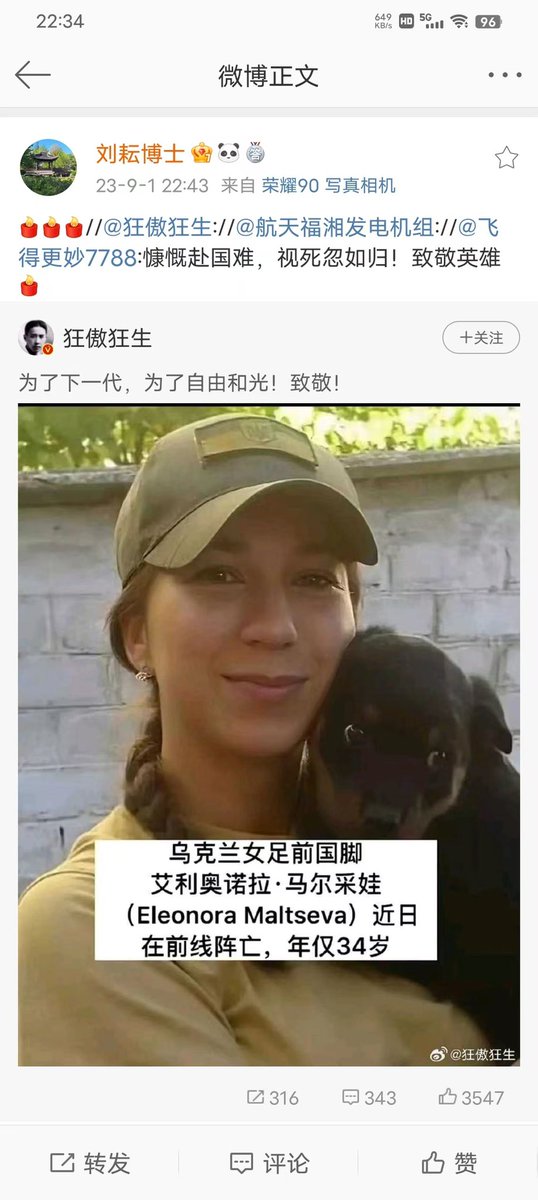 22:34
649 KB/s HD 5G 96
微博正文
刘耘博士
23-9-1 22:43 来自 荣耀90 写真相机
//@狂傲狂生://@航天福湘发电机组://@飞
得更妙7788:慷慨赴国难，视死忽如归！致敬英雄
狂傲狂生
+关注
为了下一代，为了自由和光！致敬！
乌克兰女足前国脚
艾利奥诺拉·马尔采娃
（Eleonora Maltseva）近日
在前线阵亡，年仅34岁
@狂傲狂生
316 343 3547
转发 评论 赞